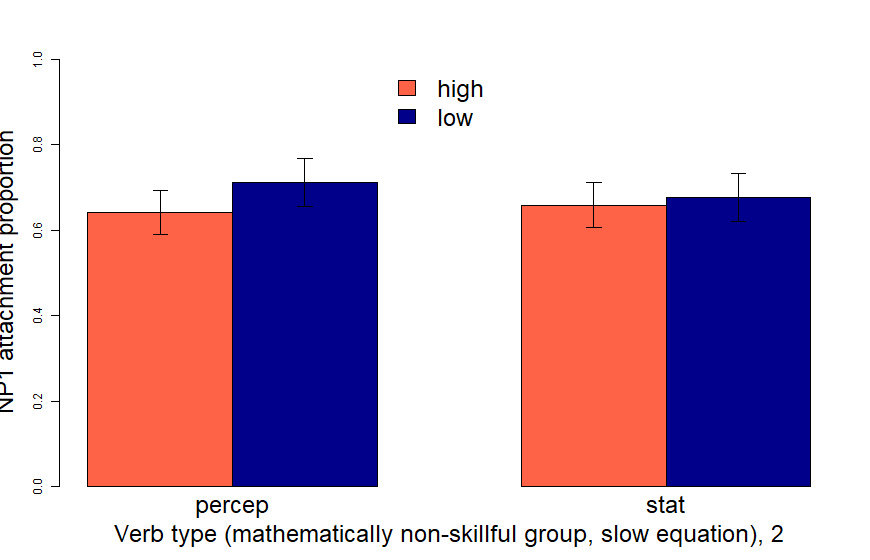 high
low
NP1 attachment proportion
1.0
0.8
0.6
0.4
0.2
0.0
percep
stat
Verb type (mathematically non-skillful group, slow equation), 2